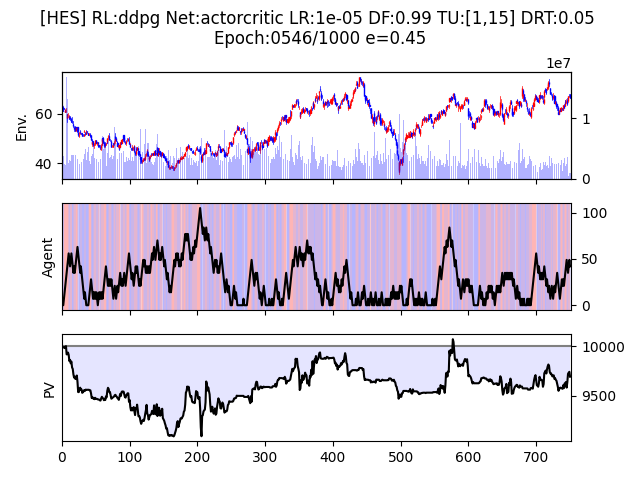 [HES] RL:ddpg Net:actorcritic LR:1e-05 DF:0.99 TU:[1,15] DRT:0.05
Epoch:0546/1000 e=0.45
1e7
60
40
Env.
1
0
Agent
100
50
0
PV
10000
9500
0 100 200 300 400 500 600 700